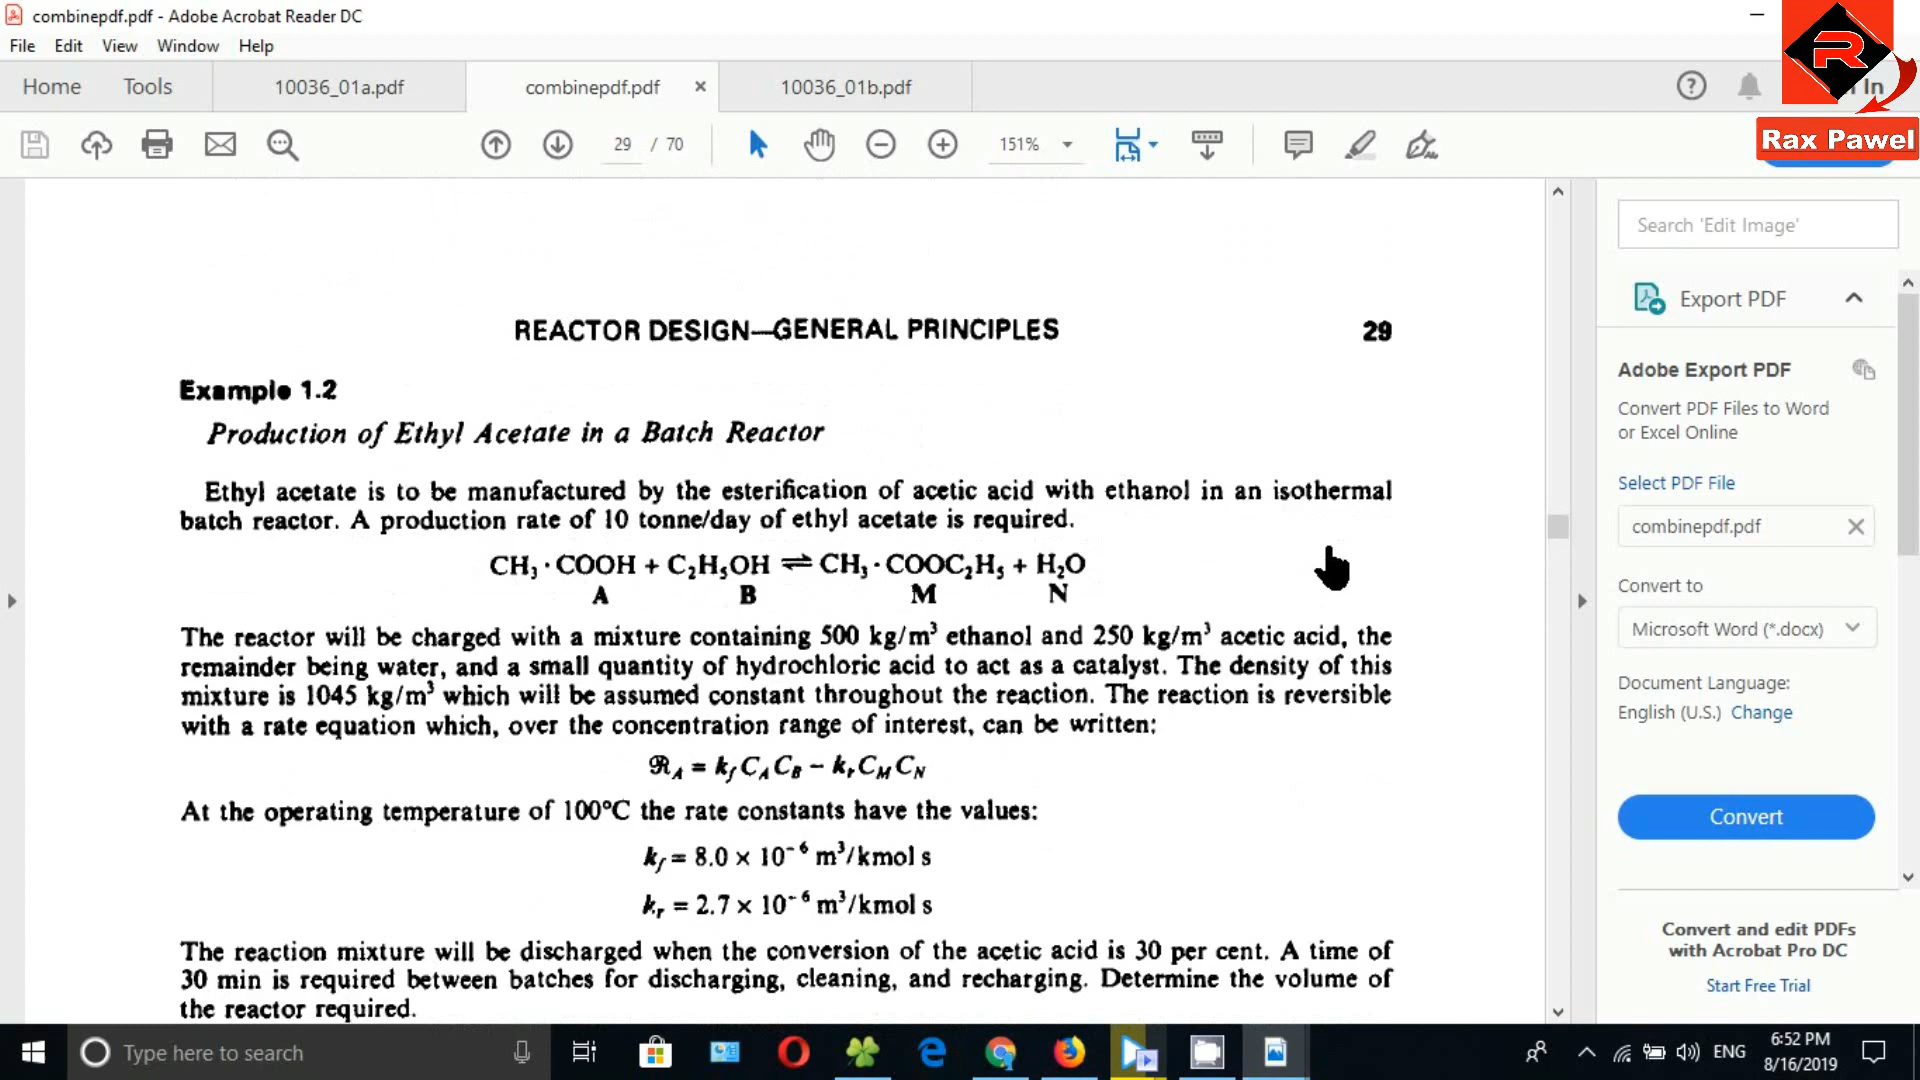 combinepdf.pdf - Adobe Acrobat Reader DC
File Edit View Window Help
Home Tools 10036_01a.pdf combinepdf.pdf × 10036_01b.pdf In
29 / 70 151%
Rax Pawel
Search 'Edit Image'
Export PDF
Adobe Export PDF
Convert PDF Files to Word
or Excel Online
Select PDF File
combinepdf.pdf
Convert to
Microsoft Word (*.docx)
Document Language:
English (U.S.) Change
Convert
Convert and edit PDFs
with Acrobat Pro DC
Start Free Trial
REACTOR DESIGN—GENERAL PRINCIPLES 29
Example 1.2
Production of Ethyl Acetate in a Batch Reactor
Ethyl acetate is to be manufactured by the esterification of acetic acid with ethanol in an isothermal
batch reactor. A production rate of 10 tonne/day of ethyl acetate is required.
CH₃·COOH + C₂H₅OH ⇌ CH₃·COOC₂H₅ + H₂O
A B M N
The reactor will be charged with a mixture containing 500 kg/m³ ethanol and 250 kg/m³ acetic acid, the
remainder being water, and a small quantity of hydrochloric acid to act as a catalyst. The density of this
mixture is 1045 kg/m³ which will be assumed constant throughout the reaction. The reaction is reversible
with a rate equation which, over the concentration range of interest, can be written:
ℛ_A = k_f C_A C_B − k_r C_M C_N
At the operating temperature of 100°C the rate constants have the values:
k_f = 8.0 × 10⁻⁶ m³/kmol s
k_r = 2.7 × 10⁻⁶ m³/kmol s
The reaction mixture will be discharged when the conversion of the acetic acid is 30 per cent. A time of
30 min is required between batches for discharging, cleaning, and recharging. Determine the volume of
the reactor required.
Type here to search
ENG
6:52 PM
8/16/2019